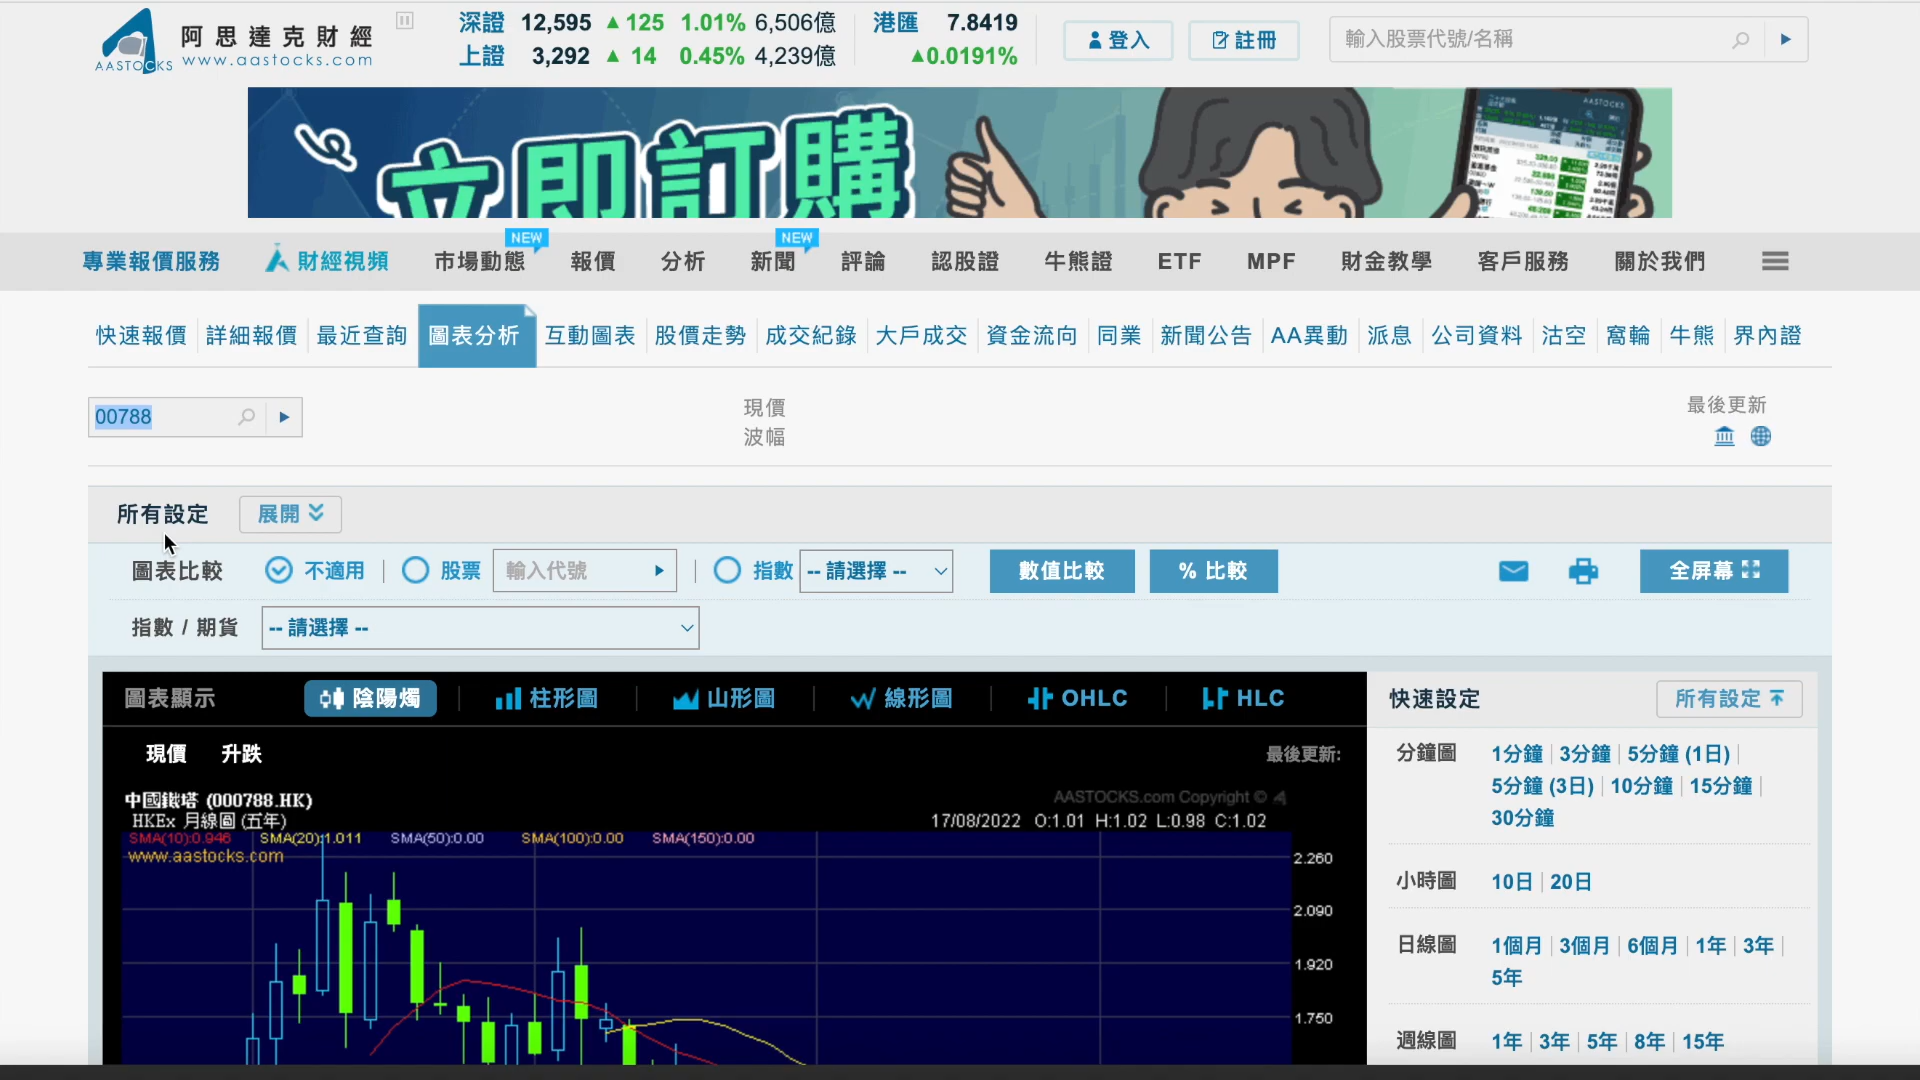 阿思達克財經
AASTOCKS www.aastocks.com
深證 12,595 ▲125 1.01% 6,506億
上證 3,292 ▲ 14 0.45% 4,239億
港匯 7.8419
▲0.0191%
登入
註冊
輸入股票代號/名稱
立即訂購
AASTOCKS
專業報價服務 財經視頻 市場動態 NEW 報價 分析 新聞 NEW 評論 認股證 牛熊證 ETF MPF 財金教學 客戶服務 關於我們
快速報價 詳細報價 最近查詢 圖表分析 互動圖表 股價走勢 成交紀錄 大戶成交 資金流向 同業 新聞公告 AA異動 派息 公司資料 沽空 窩輪 牛熊 界內證
00788
現價
波幅
最後更新
所有設定 展開
圖表比較 不適用 | 股票 輸入代號 | 指數 -- 請選擇 -- 數值比較 % 比較 全屏幕
指數 / 期貨 -- 請選擇 --
圖表顯示 陰陽燭 柱形圖 山形圖 線形圖 OHLC HLC
現價 升跌 最後更新:
中國鐵塔 (000788.HK) AASTOCKS.com Copyright ©
HKEx 月線圖 (五年) 17/08/2022 O:1.01 H:1.02 L:0.98 C:1.02
SMA(10):0.946 SMA(20):1.011 SMA(50):0.00 SMA(100):0.00 SMA(150):0.00
www.aastocks.com
2.260
2.090
1.920
1.750
快速設定 所有設定
分鐘圖 1分鐘 | 3分鐘 | 5分鐘 (1日) |
5分鐘 (3日) | 10分鐘 | 15分鐘 |
30分鐘
小時圖 10日 | 20日
日線圖 1個月 | 3個月 | 6個月 | 1年 | 3年 |
5年
週線圖 1年 | 3年 | 5年 | 8年 | 15年